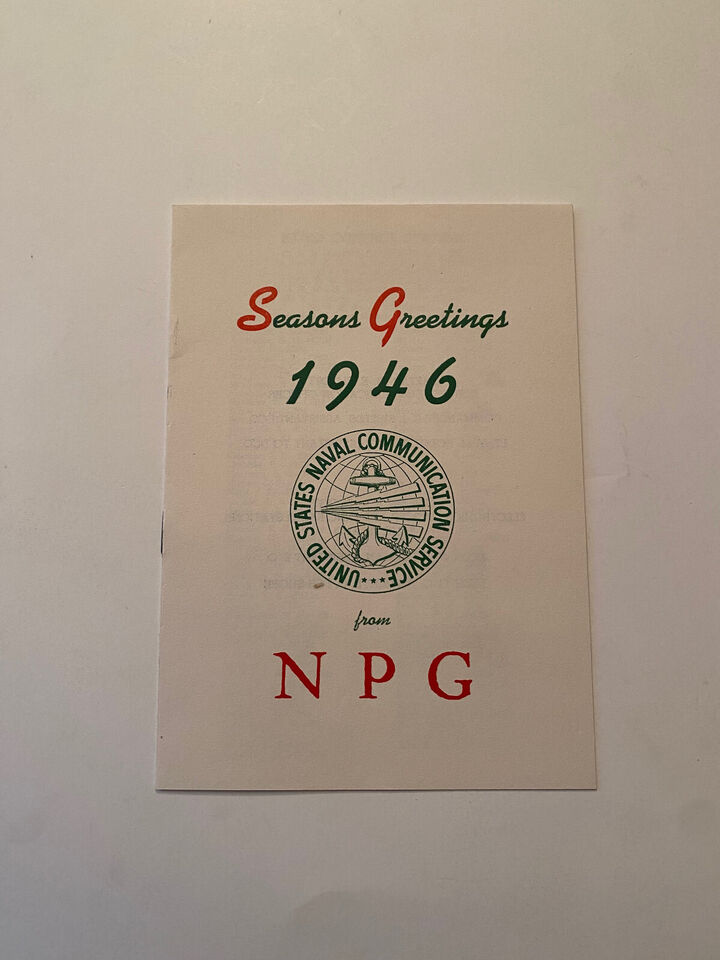 Seasons Greetings
1946
UNITED STATES NAVAL COMMUNICATION SERVICE
***
from
NPG